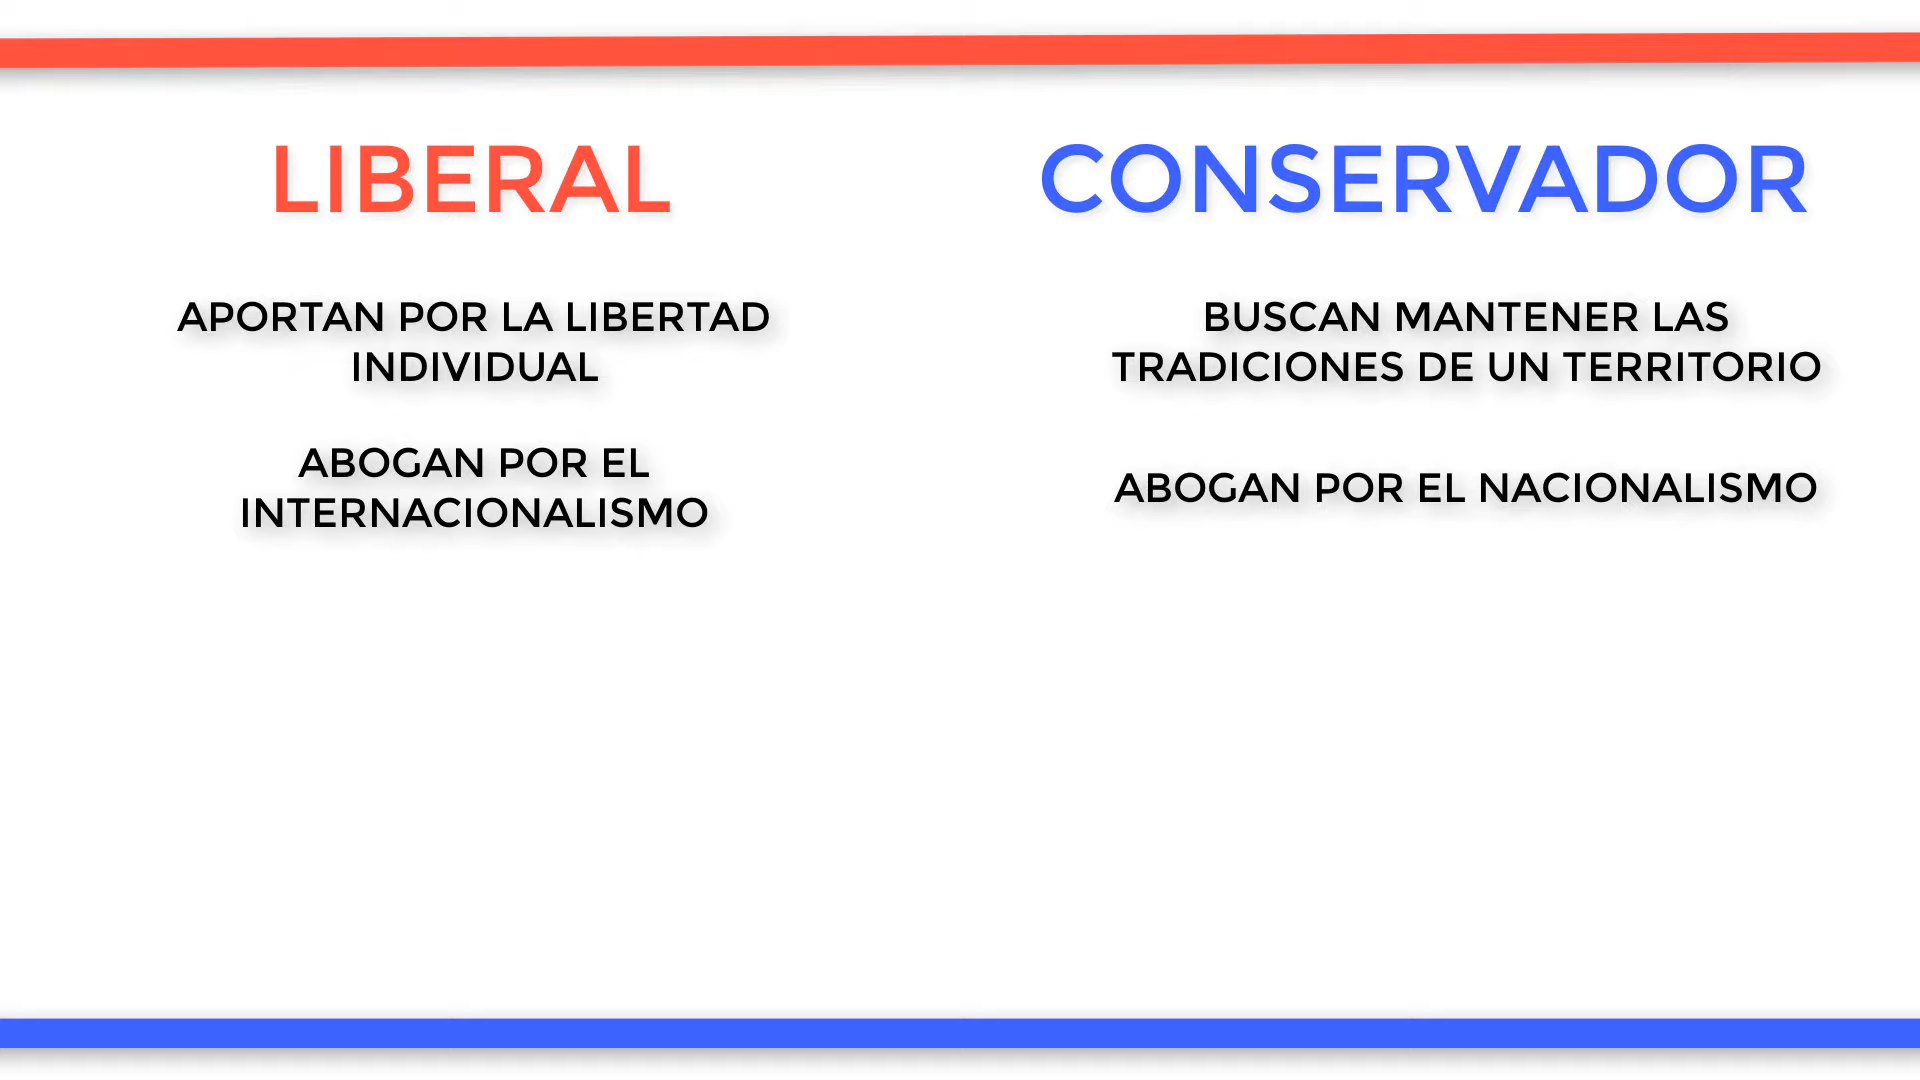 LIBERAL
APORTAN POR LA LIBERTAD
INDIVIDUAL
ABOGAN POR EL
INTERNACIONALISMO
CONSERVADOR
BUSCAN MANTENER LAS
TRADICIONES DE UN TERRITORIO
ABOGAN POR EL NACIONALISMO